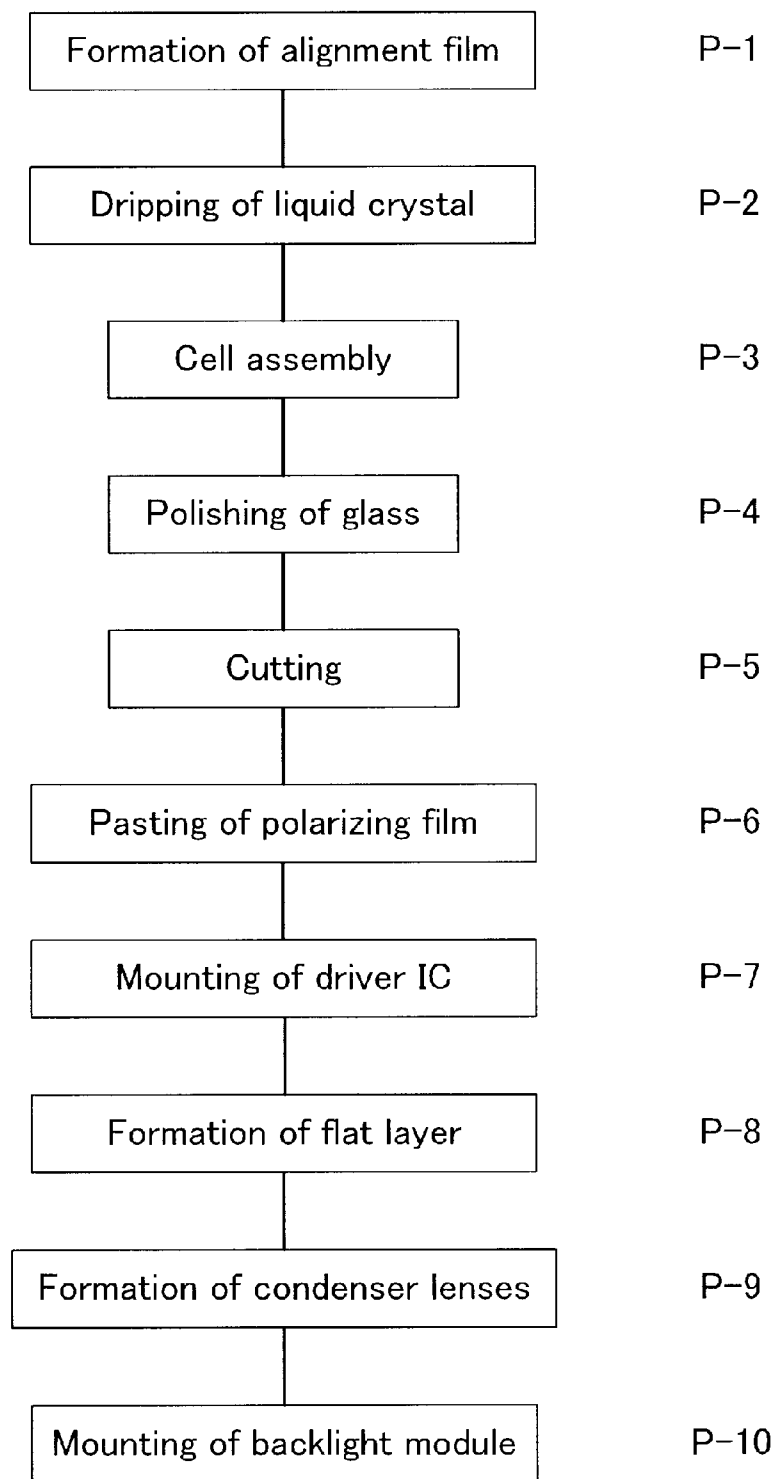 Formation of alignment film P-1
Dripping of liquid crystal P-2
Cell assembly P-3
Polishing of glass P-4
Cutting P-5
Pasting of polarizing film P-6
Mounting of driver IC P-7
Formation of flat layer P-8
Formation of condenser lenses P-9
Mounting of backlight module P-10